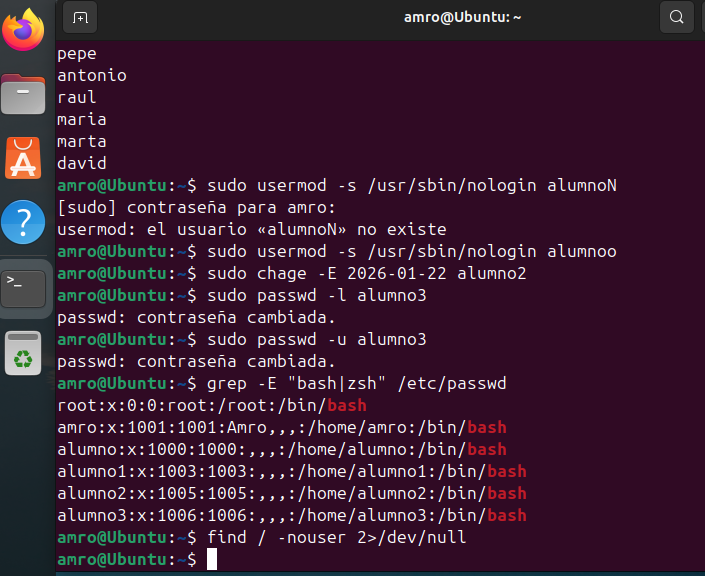 amro@Ubuntu: ~
pepe
antonio
raul
maria
marta
david
amro@Ubuntu:~$ sudo usermod -s /usr/sbin/nologin alumnoN
[sudo] contraseña para amro:
usermod: el usuario «alumnoN» no existe
amro@Ubuntu:~$ sudo usermod -s /usr/sbin/nologin alumnoo
amro@Ubuntu:~$ sudo chage -E 2026-01-22 alumno2
amro@Ubuntu:~$ sudo passwd -l alumno3
passwd: contraseña cambiada.
amro@Ubuntu:~$ sudo passwd -u alumno3
passwd: contraseña cambiada.
amro@Ubuntu:~$ grep -E "bash|zsh" /etc/passwd
root:x:0:0:root:/root:/bin/bash
amro:x:1001:1001:Amro,,,:/home/amro:/bin/bash
alumno:x:1000:1000:,,,:/home/alumno:/bin/bash
alumno1:x:1003:1003:,,,:/home/alumno1:/bin/bash
alumno2:x:1005:1005:,,,:/home/alumno2:/bin/bash
alumno3:x:1006:1006:,,,:/home/alumno3:/bin/bash
amro@Ubuntu:~$ find / -nouser 2>/dev/null
amro@Ubuntu:~$